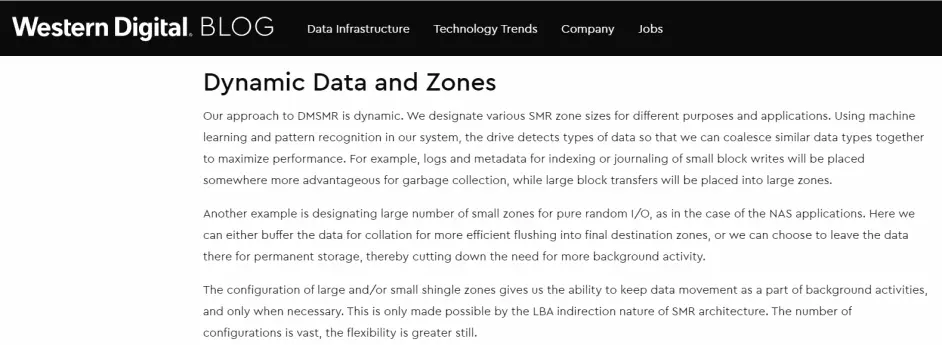 Western Digital. BLOG Data Infrastructure Technology Trends Company Jobs
Dynamic Data and Zones
Our approach to DMSMR is dynamic. We designate various SMR zone sizes for different purposes and applications. Using machine
learning and pattern recognition in our system, the drive detects types of data so that we can coalesce similar data types together
to maximize performance. For example, logs and metadata for indexing or journaling of small block writes will be placed
somewhere more advantageous for garbage collection, while large block transfers will be placed into large zones.
Another example is designating large number of small zones for pure random I/O, as in the case of the NAS applications. Here we
can either buffer the data for collation for more efficient flushing into final destination zones, or we can choose to leave the data
there for permanent storage, thereby cutting down the need for more background activity.
The configuration of large and/or small shingle zones gives us the ability to keep data movement as a part of background activities,
and only when necessary. This is only made possible by the LBA indirection nature of SMR architecture. The number of
configurations is vast, the flexibility is greater still.